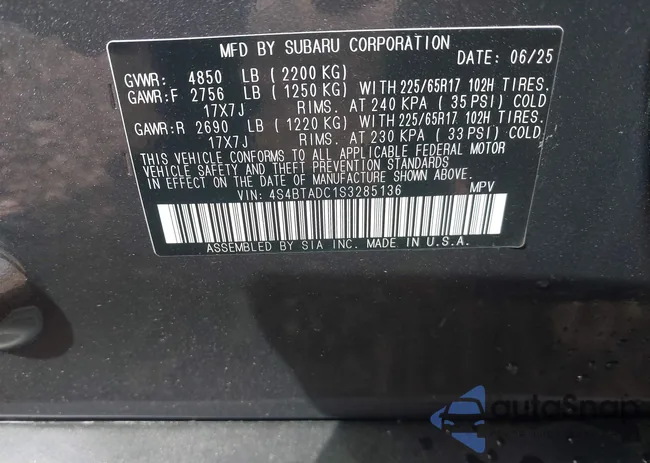 MFD BY SUBARU CORPORATION DATE: 06/25
GVWR: 4850 LB (2200 KG)
GAWR:F 2756 LB (1250 KG) WITH 225/65R17 102H TIRES.
17X7J RIMS. AT 240 KPA (35 PSI) COLD
GAWR:R 2690 LB (1220 KG) WITH 225/65R17 102H TIRES.
17X7J RIMS. AT 230 KPA (33 PSI) COLD
THIS VEHICLE CONFORMS TO ALL APPLICABLE FEDERAL MOTOR
VEHICLE SAFETY AND THEFT PREVENTION STANDARDS
IN EFFECT ON THE DATE OF MANUFACTURE SHOWN ABOVE.
VIN: 4S4BTADC1S3285136 MPV
ASSEMBLED BY SIA INC. MADE IN U.S.A.
autoSnap